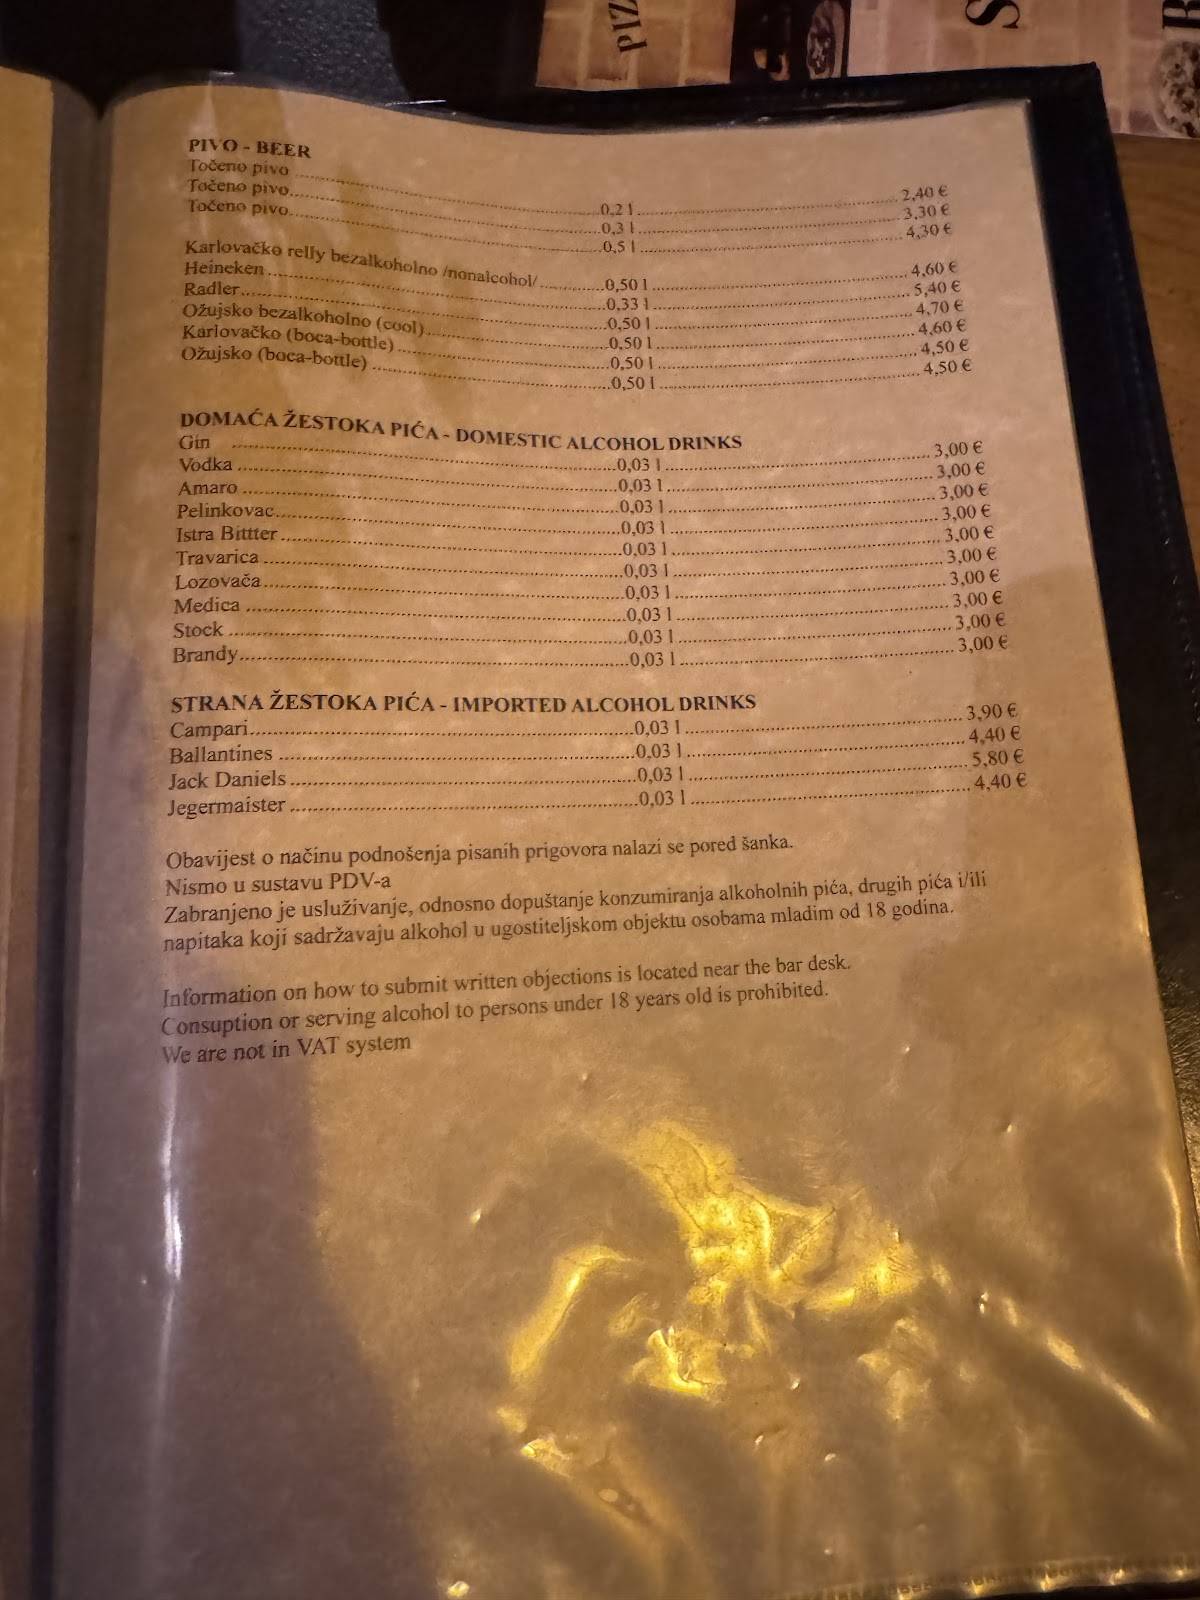 PIZ
S
PIVO - BEER
Točeno pivo ........ 0,2 l ........ 2,40 €
Točeno pivo ........ 0,3 l ........ 3,30 €
Točeno pivo ........ 0,5 l ........ 4,30 €
Karlovačko relly bezalkoholno /nonalcohol/ ........ 0,50 l ........ 4,60 €
Heineken ........ 0,33 l ........ 5,40 €
Radler ........ 0,50 l ........ 4,70 €
Ožujsko bezalkoholno (cool) ........ 0,50 l ........ 4,60 €
Karlovačko (boca-bottle) ........ 0,50 l ........ 4,50 €
Ožujsko (boca-bottle) ........ 0,50 l ........ 4,50 €
DOMAĆA ŽESTOKA PIĆA - DOMESTIC ALCOHOL DRINKS
Gin ........ 0,03 l ........ 3,00 €
Vodka ........ 0,03 l ........ 3,00 €
Amaro ........ 0,03 l ........ 3,00 €
Pelinkovac ........ 0,03 l ........ 3,00 €
Istra Bittter ........ 0,03 l ........ 3,00 €
Travarica ........ 0,03 l ........ 3,00 €
Lozovača ........ 0,03 l ........ 3,00 €
Medica ........ 0,03 l ........ 3,00 €
Stock ........ 0,03 l ........ 3,00 €
Brandy ........ 0,03 l ........ 3,00 €
STRANA ŽESTOKA PIĆA - IMPORTED ALCOHOL DRINKS
Campari ........ 0,03 l ........ 3,90 €
Ballantines ........ 0,03 l ........ 4,40 €
Jack Daniels ........ 0,03 l ........ 5,80 €
Jegermaister ........ 0,03 l ........ 4,40 €
Obavijest o načinu podnošenja pisanih prigovora nalazi se pored šanka.
Nismo u sustavu PDV-a
Zabranjeno je usluživanje, odnosno dopuštanje konzumiranja alkoholnih pića, drugih pića i/ili
napitaka koji sadržavaju alkohol u ugostiteljskom objektu osobama mlađim od 18 godina.
Information on how to submit written objections is located near the bar desk.
Consuption or serving alcohol to persons under 18 years old is prohibited.
We are not in VAT system